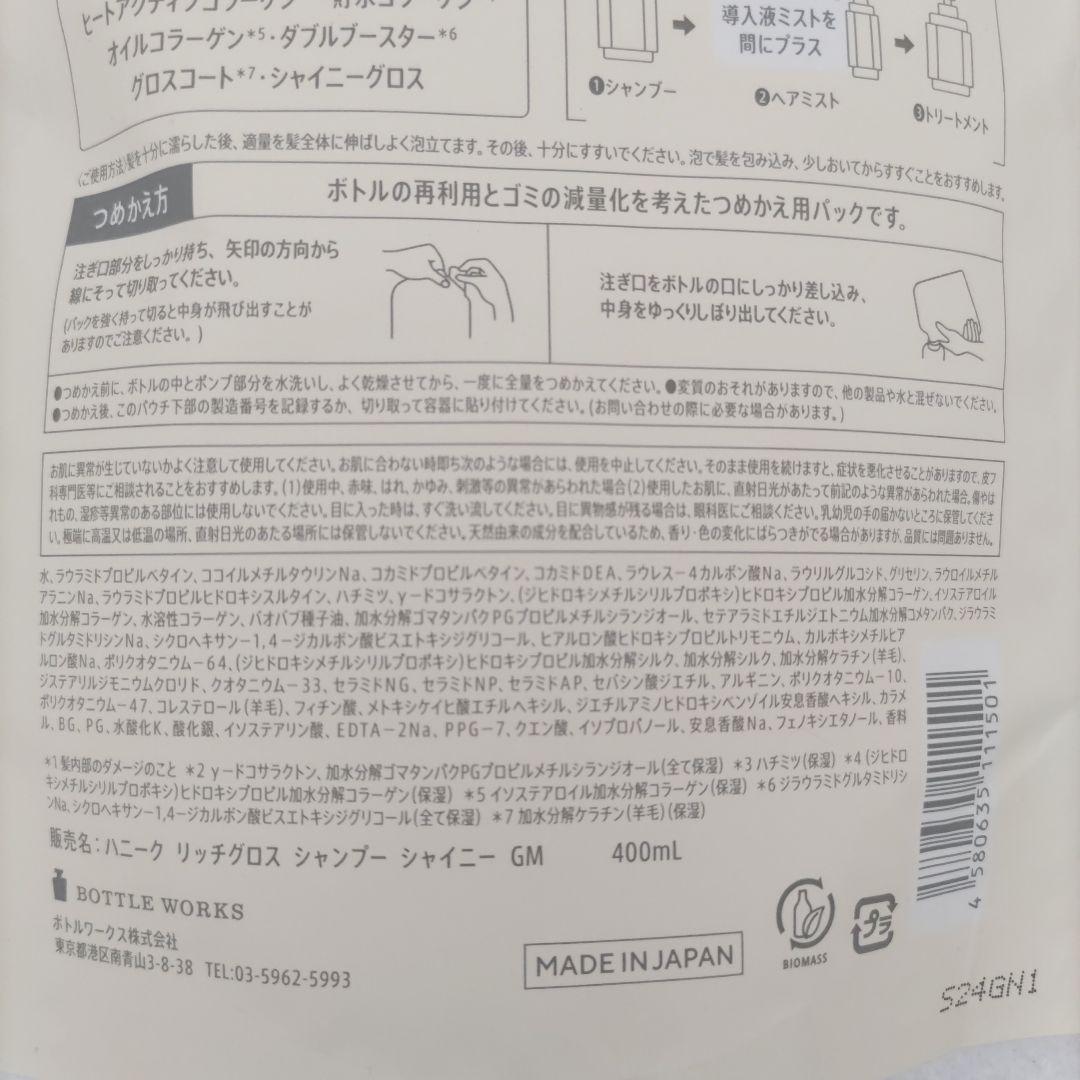 ヒートアクティブコラーゲン
オイルコラーゲン*5・ダブルブースター*6
グロスコート*7・シャイニーグロス
導入液ミストを
間にプラス
❶シャンプー
❷ヘアミスト
❸トリートメント
〈ご使用方法〉髪を十分に濡らした後、適量を髪全体に伸ばしよく泡立てます。その後、十分にすすいでください。泡で髪を包み込み、少しおいてからすすぐことをおすすめします。
つめかえ方
ボトルの再利用とゴミの減量化を考えたつめかえ用パックです。
注ぎ口部分をしっかり持ち、矢印の方向から
線にそって切り取ってください。
(パックを強く持って切ると中身が飛び出すことが
ありますのでご注意ください。)
注ぎ口をボトルの口にしっかり差し込み、
中身をゆっくりしぼり出してください。
●つめかえ前に、ボトルの中とポンプ部分を水洗いし、よく乾燥させてから、一度に全量をつめかえてください。●変質のおそれがありますので、他の製品や水と混ぜないでください。
●つめかえ後、このパウチ下部の製造番号を記録するか、切り取って容器に貼り付けてください。(お問い合わせの際に必要な場合があります。)
お肌に異常が生じていないかよく注意して使用してください。お肌に合わない時即ち次のような場合には、使用を中止してください。そのまま使用を続けますと、症状を悪化させることがありますので、皮フ
科専門医等にご相談されることをおすすめします。(1)使用中、赤味、はれ、かゆみ、刺激等の異常があらわれた場合(2)使用したお肌に、直射日光があたって前記のような異常があらわれた場合。傷やは
れもの、湿疹等異常のある部位には使用しないでください。目に入った時は、すぐ洗い流してください。目に異物感が残る場合は、眼科医にご相談ください。乳幼児の手の届かないところに保管してくださ
い。極端に高温又は低温の場所、直射日光のあたる場所には保管しないでください。天然由来の成分を配合しているため、香り・色の変化にばらつきがでる場合がありますが、品質には問題ありません。
水、ラウラミドプロピルベタイン、ココイルメチルタウリンNa、コカミドプロピルベタイン、コカミドDEA、ラウレス－4カルボン酸Na、ラウリルグルコシド、グリセリン、ラウロイルメチル
アラニンNa、ラウラミドプロピルヒドロキシスルタイン、ハチミツ、γ－ドコサラクトン、(ジヒドロキシメチルシリルプロポキシ)ヒドロキシプロピル加水分解コラーゲン、イソステアロイル
加水分解コラーゲン、水溶性コラーゲン、バオバブ種子油、加水分解ゴマタンパクPGプロピルメチルシランジオール、セテアラミドエチルジエトニウム加水分解コメタンパク、ジラウラミ
ドグルタミドリシンNa、シクロヘキサン－1,4－ジカルボン酸ビスエトキシジグリコール、ヒアルロン酸ヒドロキシプロピルトリモニウム、カルボキシメチルヒア
ルロン酸Na、ポリクオタニウム－64、(ジヒドロキシメチルシリルプロポキシ)ヒドロキシプロピル加水分解シルク、加水分解シルク、加水分解ケラチン(羊毛)、
ジステアリルジモニウムクロリド、クオタニウム－33、セラミドNG、セラミドNP、セラミドAP、セバシン酸ジエチル、アルギニン、ポリクオタニウム－10、
ポリクオタニウム－47、コレステロール(羊毛)、フィチン酸、メトキシケイヒ酸エチルヘキシル、ジエチルアミノヒドロキシベンゾイル安息香酸ヘキシル、カラメ
ル、BG、PG、水酸化K、酸化銀、イソステアリン酸、EDTA－2Na、PPG－7、クエン酸、イソプロパノール、安息香酸Na、フェノキシエタノール、香料
*1 髪内部のダメージのこと *2 γ－ドコサラクトン、加水分解ゴマタンパクPGプロピルメチルシランジオール(全て保湿) *3 ハチミツ(保湿) *4 (ジヒドロ
キシメチルシリルプロポキシ)ヒドロキシプロピル加水分解コラーゲン(保湿) *5 イソステアロイル加水分解コラーゲン(保湿) *6 ジラウラミドグルタミドリシ
ンNa、シクロヘキサン－1,4－ジカルボン酸ビスエトキシジグリコール(全て保湿) *7 加水分解ケラチン(羊毛)(保湿)
販売名：ハニーク リッチグロス シャンプー シャイニー GM 400mL
BOTTLE WORKS
ボトルワークス株式会社
東京都港区南青山3-8-38 TEL:03-5962-5993
MADE IN JAPAN
BIOMASS
プラ
4 580635 111501
S24GN1